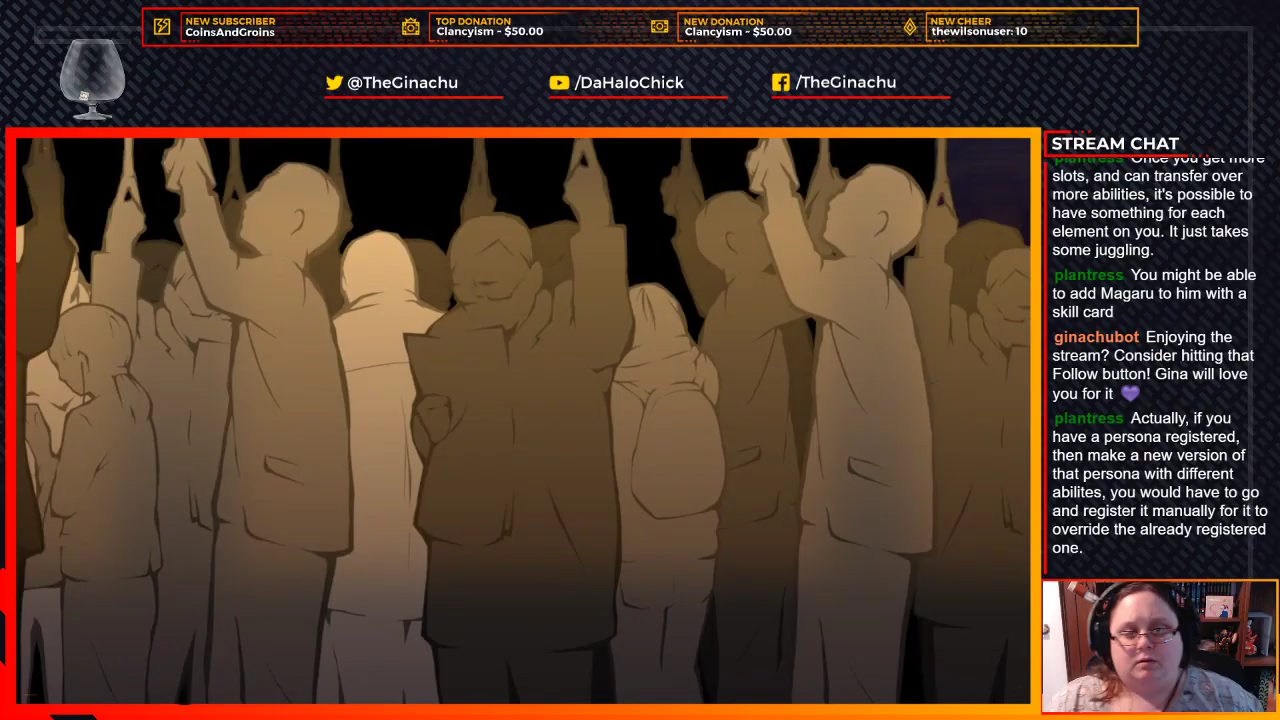 NEW SUBSCRIBER
CoinsAndGroins
TOP DONATION
Clancyism ~ $50.00
NEW DONATION
Clancyism ~ $50.00
NEW CHEER
thewilsonuser: 10
@TheGinachu
/DaHaloChick
/TheGinachu
STREAM CHAT
plantress Once you get more
slots, and can transfer over
more abilities, it's possible to
have something for each
element on you. It just takes
some juggling.
plantress You might be able
to add Magaru to him with a
skill card
ginachubot Enjoying the
stream? Consider hitting that
Follow button! Gina will love
you for it 💜
plantress Actually, if you
have a persona registered,
then make a new version of
that persona with different
abilites, you would have to go
and register it manually for it to
override the already registered
one.